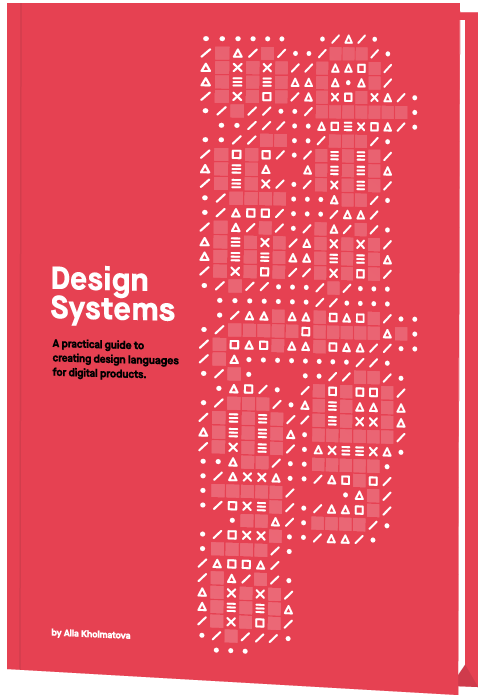 Design
Systems
A practical guide to
creating design languages
for digital products.
by Alla Kholmatova